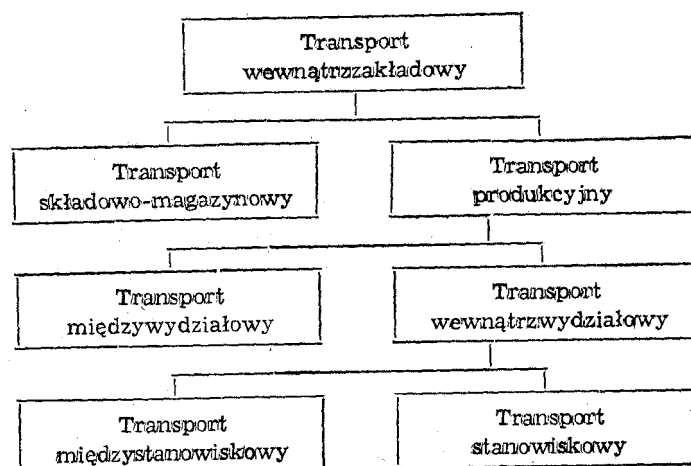 Transport
wewnątrzzakładowy
Transport
składowo-magazynowy
Transport
produkcyjny
Transport
międzywydziałowy
Transport
wewnątrzwydziałowy
Transport
międzystanowiskowy
Transport
stanowiskowy